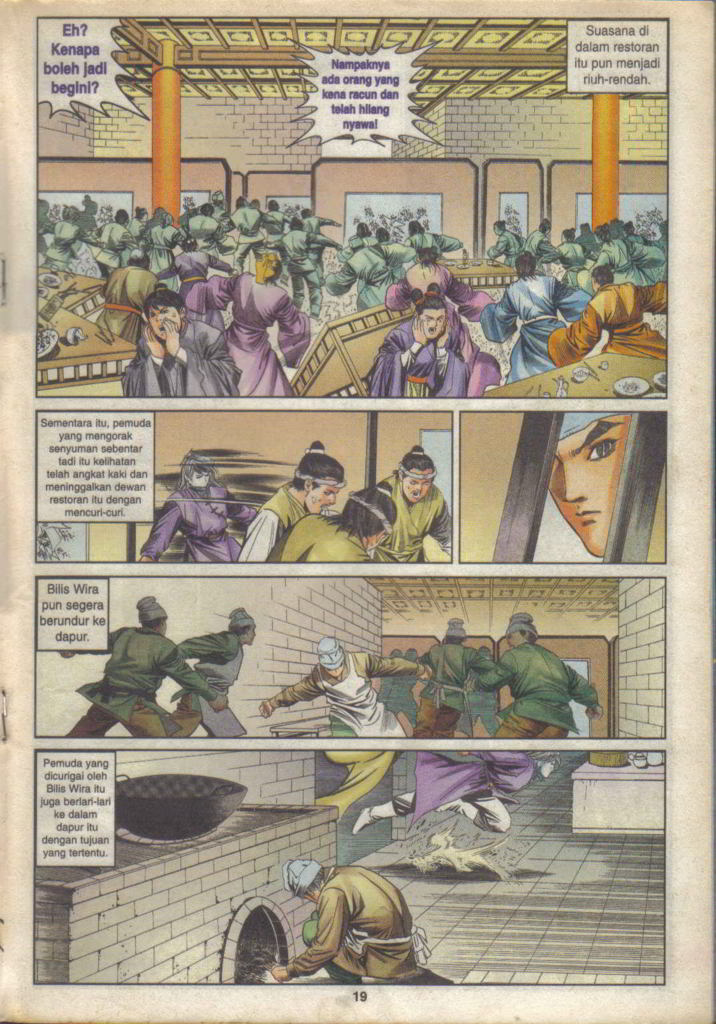 Eh?
Kenapa
boleh jadi
begini?
Nampaknya
ada orang yang
kena racun dan
telah hilang
nyawa!
Suasana di
dalam restoran
itu pun menjadi
riuh-rendah.
Sementara itu, pemuda
yang mengorak
senyuman sebentar
tadi itu kelihatan
telah angkat kaki dan
meninggalkan dewan
restoran itu dengan
mencuri-curi.
Bilis Wira
pun segera
berundur ke
dapur.
Pemuda yang
dicurigai oleh
Bilis Wira itu
juga berlari-lari
ke dalam
dapur itu
dengan tujuan
yang tertentu.
19